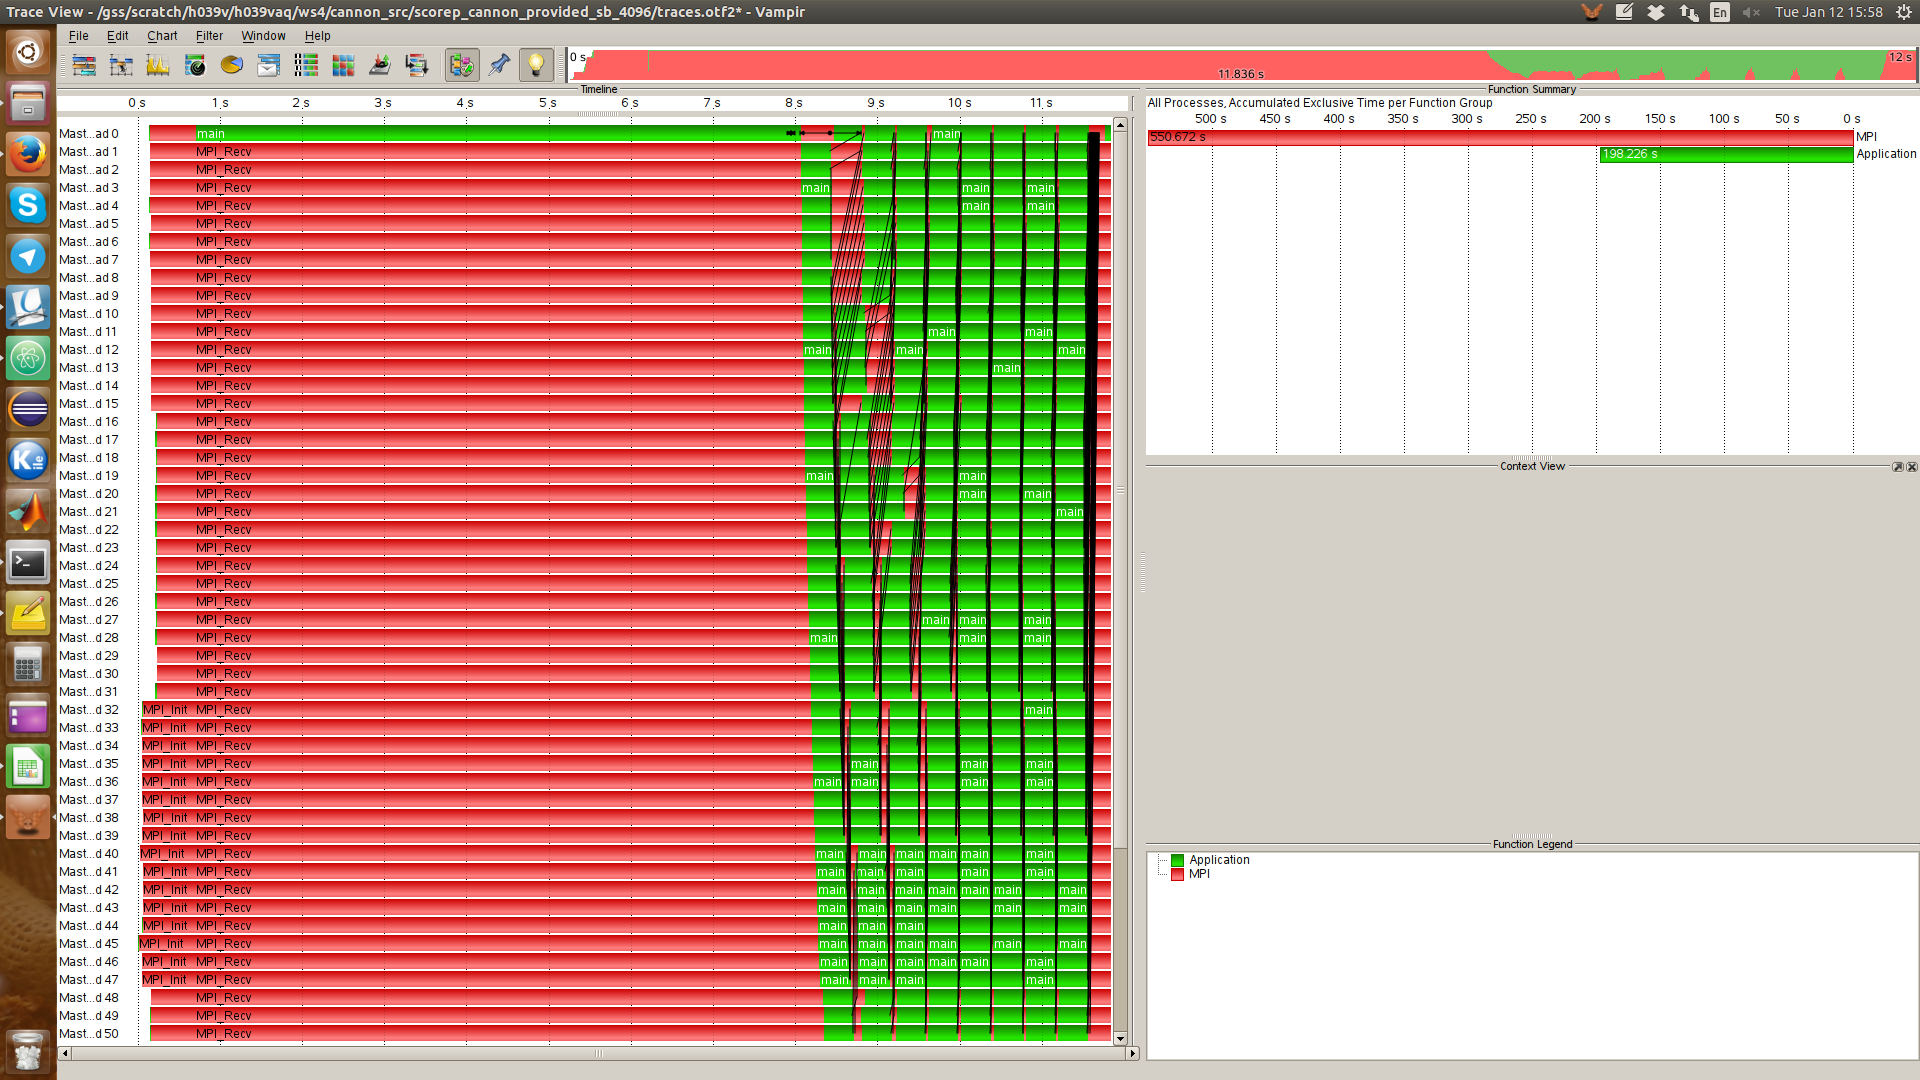 Trace View - /gss/scratch/h039v/h039vaq/ws4/cannon_src/scorep_cannon_provided_sb_4096/traces.otf2* - Vampir
En
Tue Jan 12 15:58
File Edit Chart Filter Window Help
0 s
11.836 s
12 s
Timeline
0 s 1 s 2 s 3 s 4 s 5 s 6 s 7 s 8 s 9 s 10 s 11 s
Mast...ad 0 main main
Mast...ad 1 MPI_Recv
Mast...ad 2 MPI_Recv
Mast...ad 3 MPI_Recv main main main
Mast...ad 4 MPI_Recv main main
Mast...ad 5 MPI_Recv
Mast...ad 6 MPI_Recv
Mast...ad 7 MPI_Recv
Mast...ad 8 MPI_Recv
Mast...ad 9 MPI_Recv
Mast...d 10 MPI_Recv
Mast...d 11 MPI_Recv main main
Mast...d 12 MPI_Recv main main main
Mast...d 13 MPI_Recv main
Mast...d 14 MPI_Recv
Mast...d 15 MPI_Recv
Mast...d 16 MPI_Recv
Mast...d 17 MPI_Recv
Mast...d 18 MPI_Recv
Mast...d 19 MPI_Recv main main
Mast...d 20 MPI_Recv main main
Mast...d 21 MPI_Recv main
Mast...d 22 MPI_Recv
Mast...d 23 MPI_Recv
Mast...d 24 MPI_Recv
Mast...d 25 MPI_Recv
Mast...d 26 MPI_Recv
Mast...d 27 MPI_Recv main main main
Mast...d 28 MPI_Recv main main main
Mast...d 29 MPI_Recv
Mast...d 30 MPI_Recv
Mast...d 31 MPI_Recv
Mast...d 32 MPI_Init MPI_Recv main
Mast...d 33 MPI_Init MPI_Recv
Mast...d 34 MPI_Init MPI_Recv
Mast...d 35 MPI_Init MPI_Recv main main main
Mast...d 36 MPI_Init MPI_Recv main main main main
Mast...d 37 MPI_Init MPI_Recv
Mast...d 38 MPI_Init MPI_Recv
Mast...d 39 MPI_Init MPI_Recv
Mast...d 40 MPI_Init MPI_Recv main main main main main main
Mast...d 41 MPI_Init MPI_Recv main main main main main main
Mast...d 42 MPI_Init MPI_Recv main main main main main main main
Mast...d 43 MPI_Init MPI_Recv main main main main main main
Mast...d 44 MPI_Init MPI_Recv main main main
Mast...d 45 MPI_Init MPI_Recv main main main main main main
Mast...d 46 MPI_Init MPI_Recv main main main main main main
Mast...d 47 MPI_Init MPI_Recv main main main main
Mast...d 48 MPI_Recv
Mast...d 49 MPI_Recv
Mast...d 50 MPI_Recv
Function Summary
All Processes, Accumulated Exclusive Time per Function Group
500 s 450 s 400 s 350 s 300 s 250 s 200 s 150 s 100 s 50 s 0 s
550.672 s MPI
198.226 s Application
Context View
Function Legend
Application
MPI